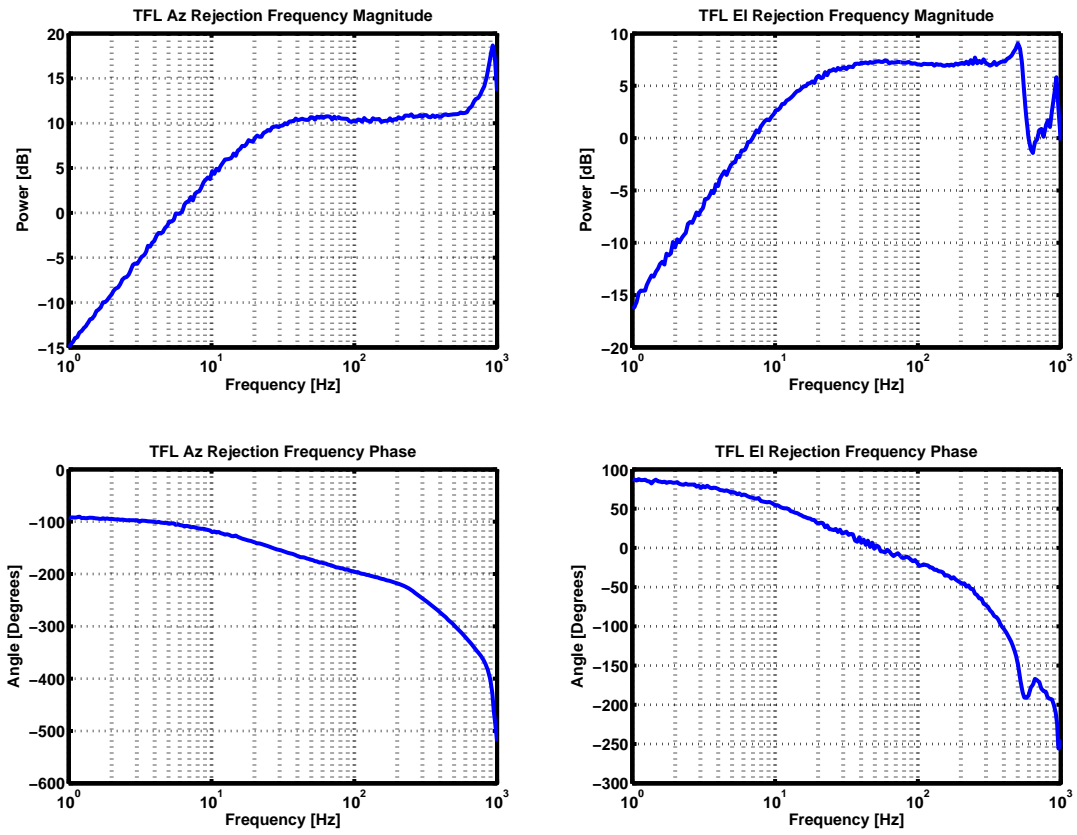 TFL Az Rejection Frequency Magnitude
20
15
10
5
0
−5
−10
−15
Power [dB]
10^0 10^1 10^2 10^3
Frequency [Hz]
TFL El Rejection Frequency Magnitude
10
5
0
−5
−10
−15
−20
Power [dB]
10^0 10^1 10^2 10^3
Frequency [Hz]
TFL Az Rejection Frequency Phase
0
−100
−200
−300
−400
−500
−600
Angle [Degrees]
10^0 10^1 10^2 10^3
Frequency [Hz]
TFL El Rejection Frequency Phase
100
50
0
−50
−100
−150
−200
−250
−300
Angle [Degrees]
10^0 10^1 10^2 10^3
Frequency [Hz]